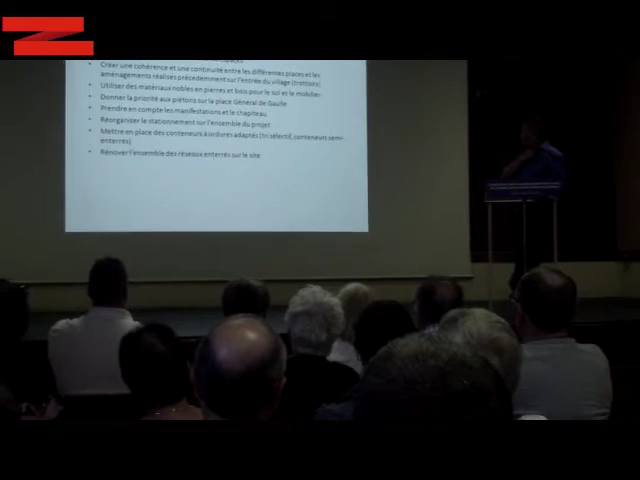 espaces
• Créer une cohérence et une continuité entre les différentes places et les
aménagements réalisés précédemment sur l'entrée du village (trottoirs)
• Utiliser des matériaux nobles en pierres et bois pour le sol et le mobilier
• Donner la priorité aux piétons sur la place Général de Gaulle
• Prendre en compte les manifestations et le chapiteau
• Réorganiser le stationnement sur l'ensemble du projet
• Mettre en place des conteneurs à ordures adaptés (tri sélectif, conteneurs semi-
enterrés)
• Rénover l'ensemble des réseaux enterrés sur le site